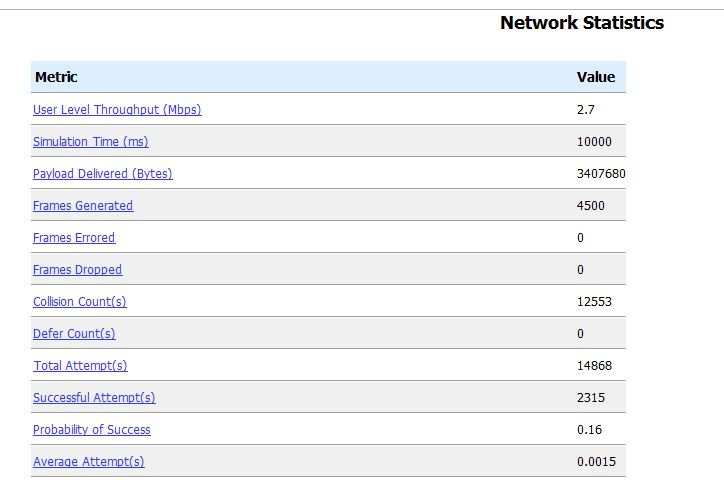 Network Statistics
Metric Value
User Level Throughput (Mbps) 2.7
Simulation Time (ms) 10000
Payload Delivered (Bytes) 3407680
Frames Generated 4500
Frames Errored 0
Frames Dropped 0
Collision Count(s) 12553
Defer Count(s) 0
Total Attempt(s) 14868
Successful Attempt(s) 2315
Probability of Success 0.16
Average Attempt(s) 0.0015